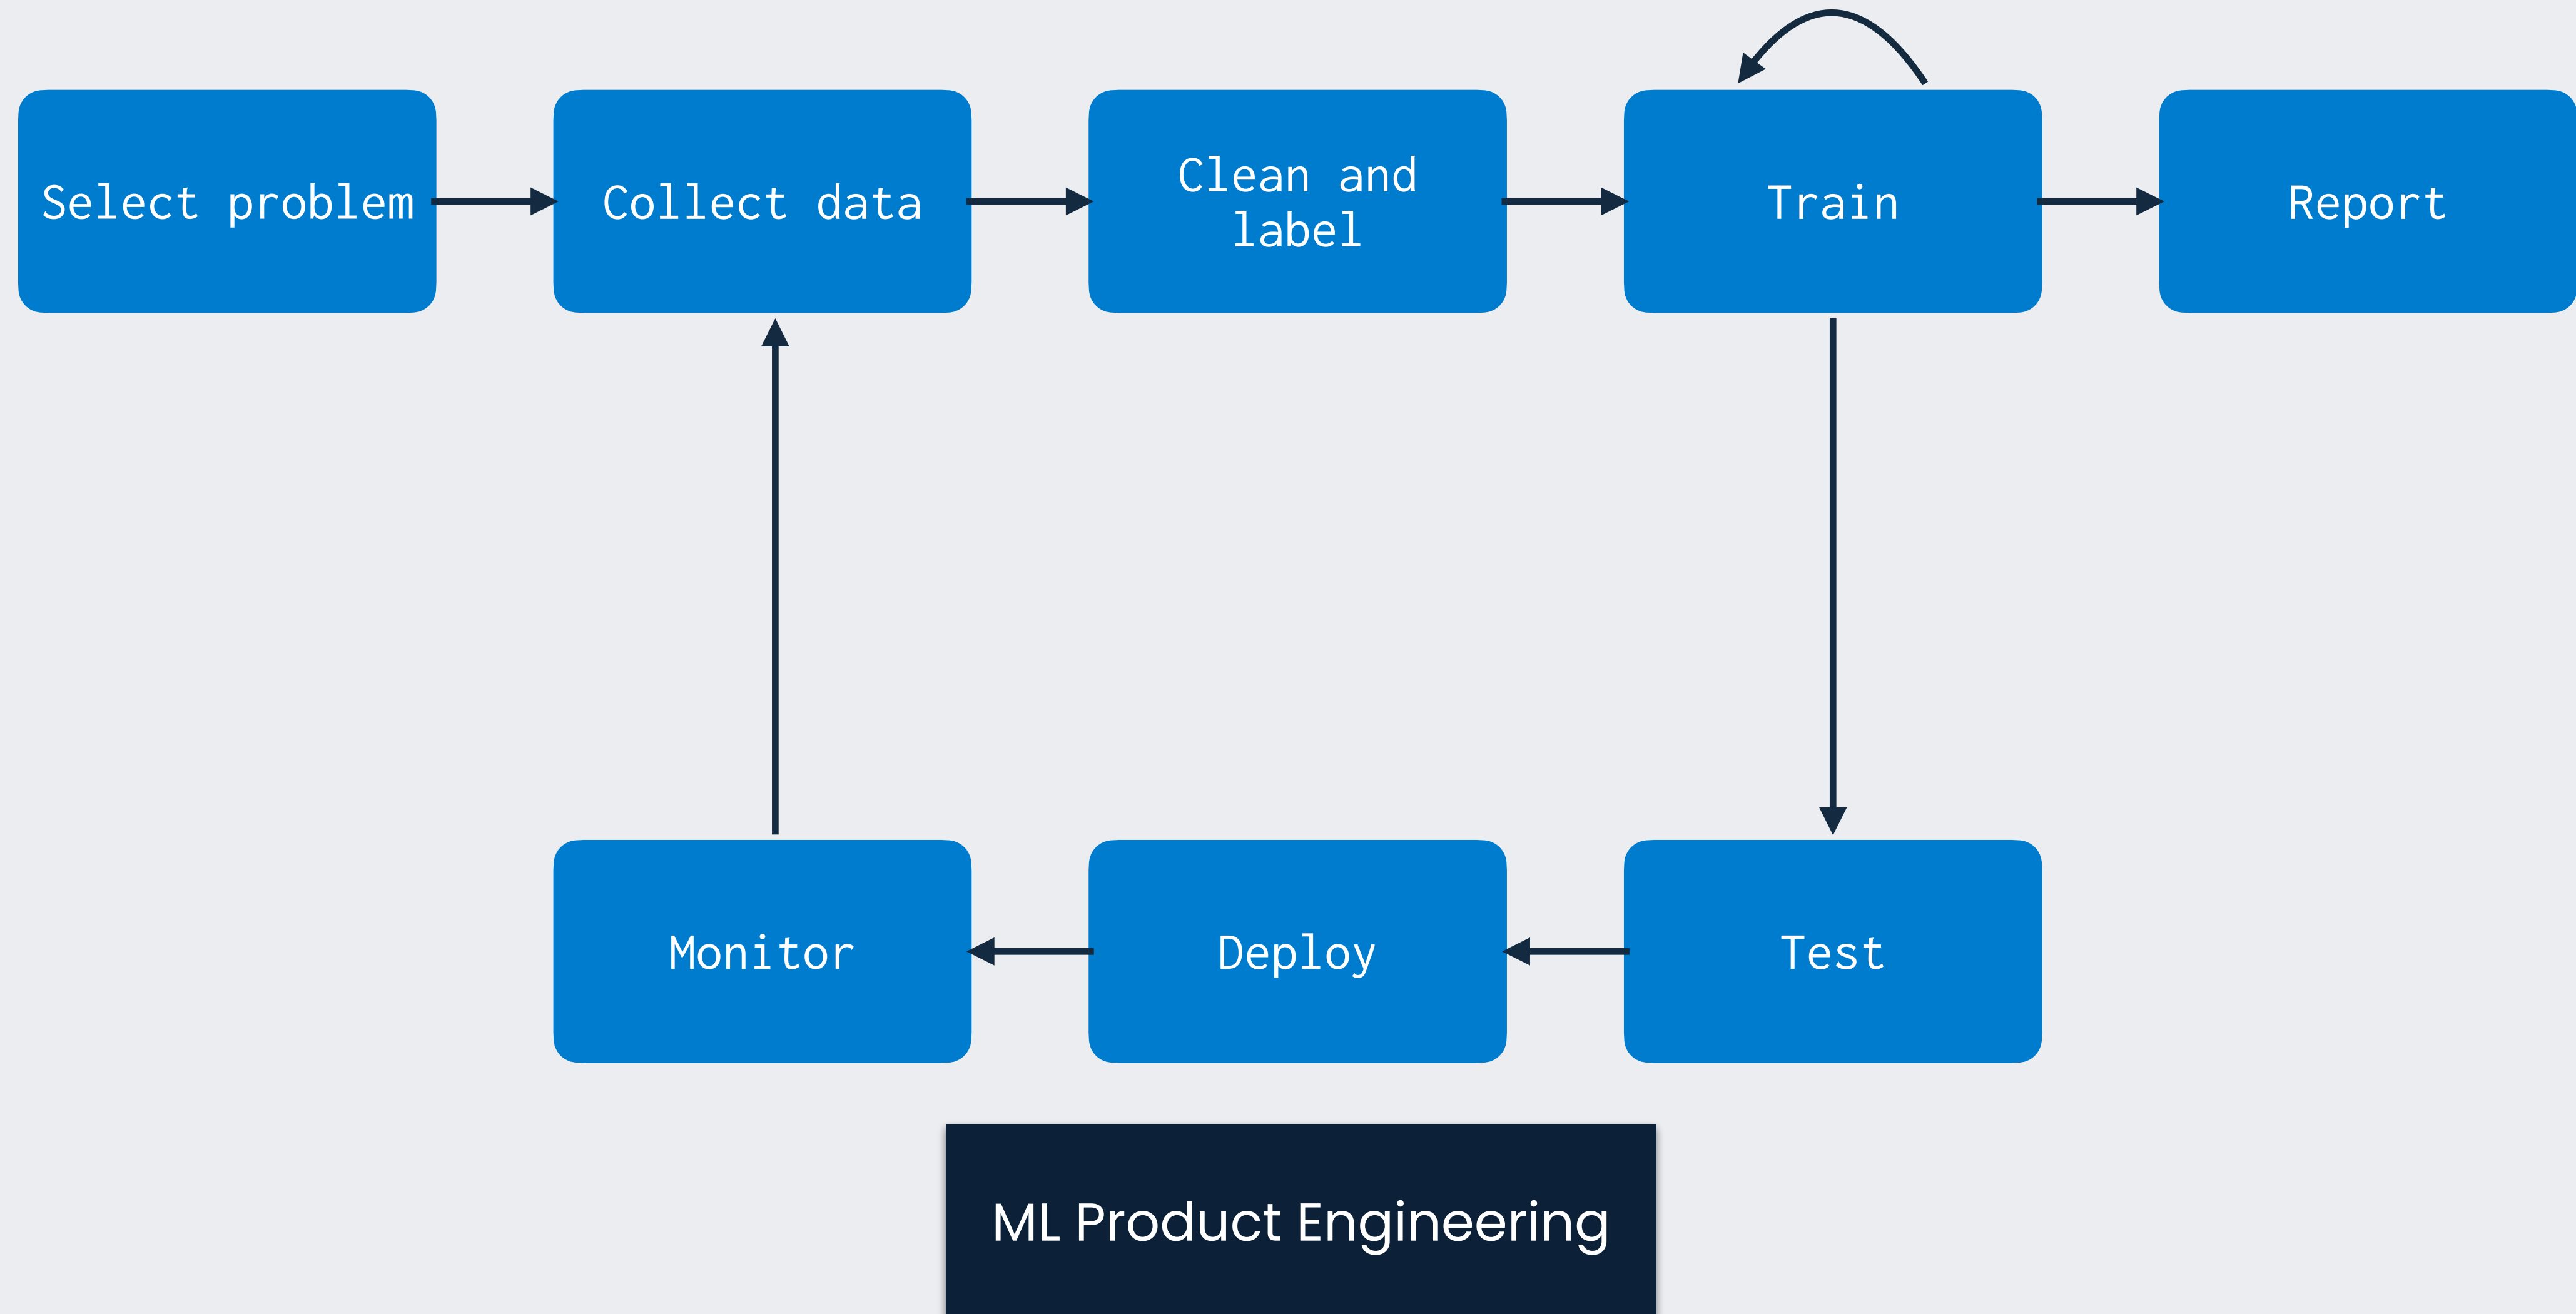 Select problem
Collect data
Clean and
label
Train
Report
Monitor
Deploy
Test
ML Product Engineering